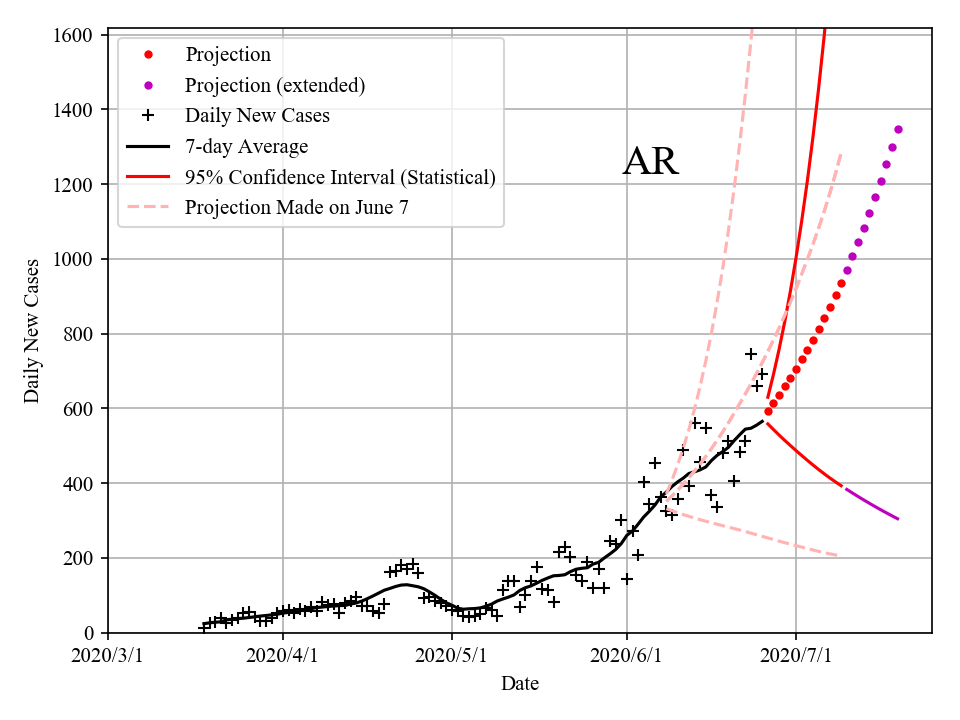 1600
1400
1200
1000
800
600
400
200
0
Daily New Cases
Projection
Projection (extended)
Daily New Cases
7-day Average
95% Confidence Interval (Statistical)
Projection Made on June 7
AR
2020/3/1 2020/4/1 2020/5/1 2020/6/1 2020/7/1
Date